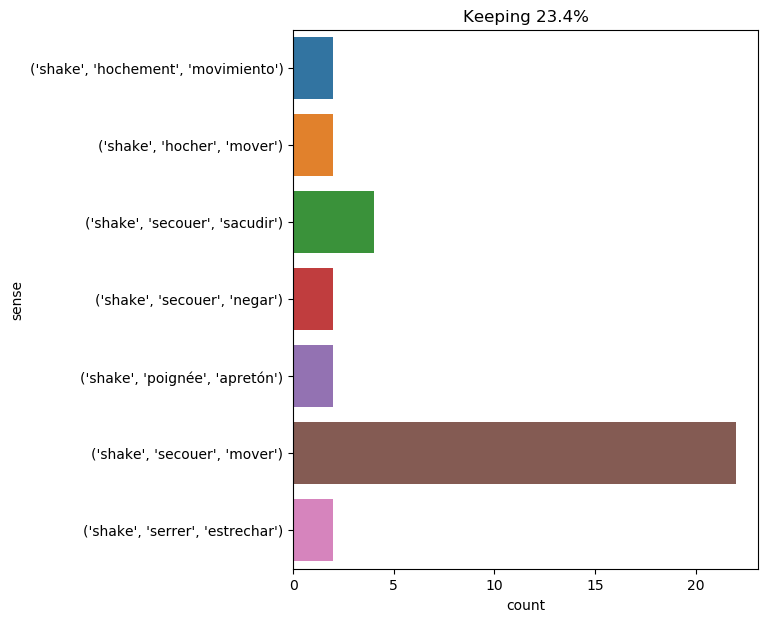 Keeping 23.4%
('shake', 'hochement', 'movimiento')
('shake', 'hocher', 'mover')
('shake', 'secouer', 'sacudir')
('shake', 'secouer', 'negar')
('shake', 'poignée', 'apretón')
('shake', 'secouer', 'mover')
('shake', 'serrer', 'estrechar')
sense
0 5 10 15 20
count